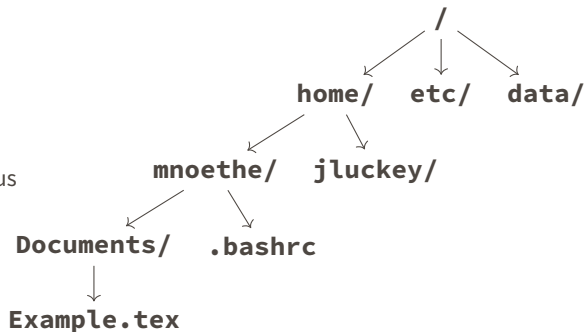 /
home/ etc/ data/
mnoethe/ jluckey/
us
Documents/ .bashrc
Example.tex